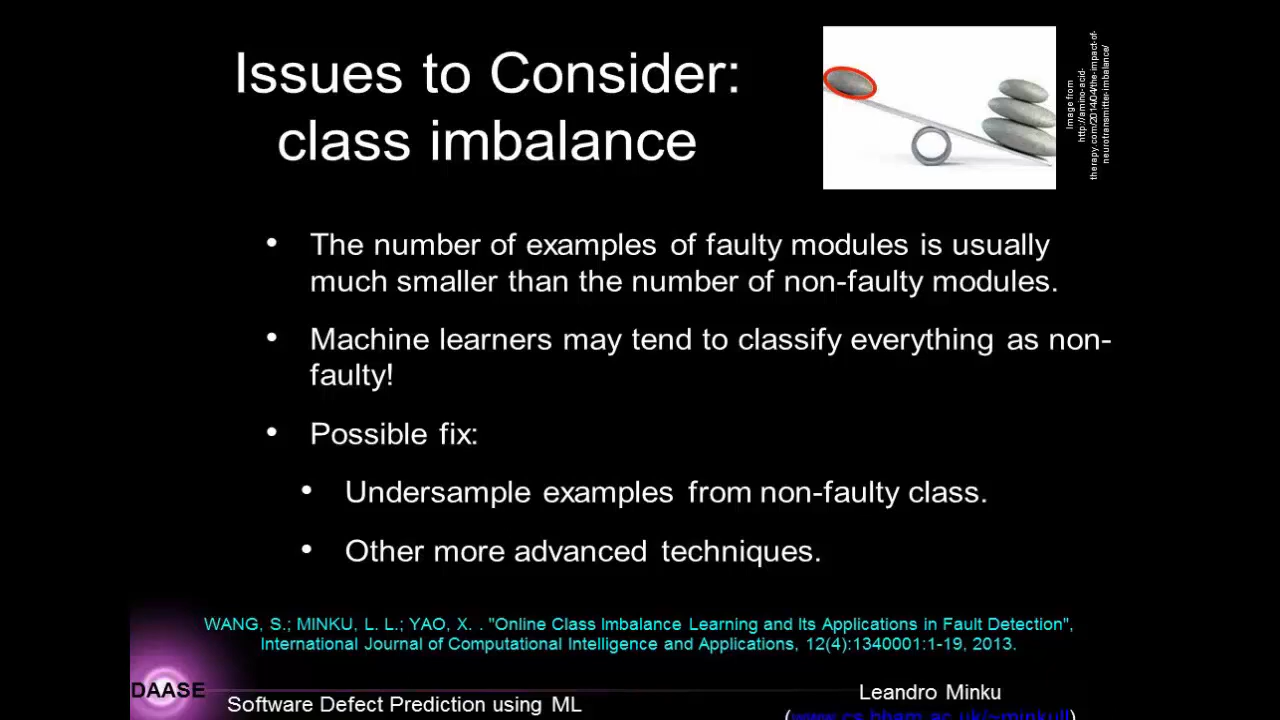 Issues to Consider:
class imbalance
Image from
http://amino-acid-
therapy.com/2014/04/the-impact-of-
neurotransmitter-imbalance/
• The number of examples of faulty modules is usually
much smaller than the number of non-faulty modules.
• Machine learners may tend to classify everything as non-
faulty!
• Possible fix:
• Undersample examples from non-faulty class.
• Other more advanced techniques.
WANG, S.; MINKU, L. L.; YAO, X. . "Online Class Imbalance Learning and Its Applications in Fault Detection",
International Journal of Computational Intelligence and Applications, 12(4):1340001:1-19, 2013.
DAASE
Software Defect Prediction using ML
Leandro Minku
(www.cs.bham.ac.uk/~minkull)